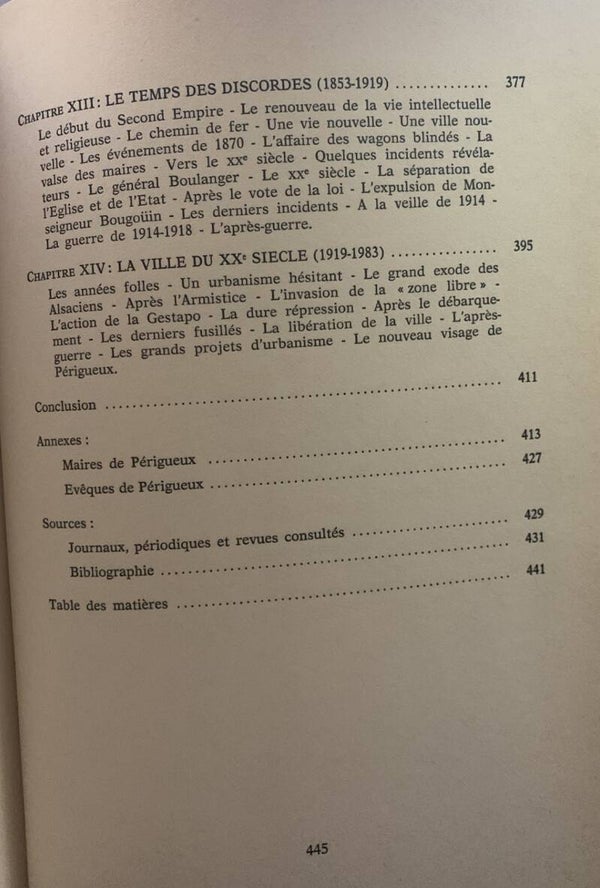 CHAPITRE XIII : LE TEMPS DES DISCORDES (1853-1919) .............. 377
Le début du Second Empire - Le renouveau de la vie intellectuelle
et religieuse - Le chemin de fer - Une vie nouvelle - Une ville nou-
velle - Les événements de 1870 - L'affaire des wagons blindés - La
valse des maires - Vers le XXe siècle - Quelques incidents révéla-
teurs - Le général Boulanger - Le XXe siècle - La séparation de
l'Eglise et de l'Etat - Après le vote de la loi - L'expulsion de Mon-
seigneur Bougoüin - Les derniers incidents - A la veille de 1914 -
La guerre de 1914-1918 - L'après-guerre.
CHAPITRE XIV : LA VILLE DU XXe SIECLE (1919-1983) ................ 395
Les années folles - Un urbanisme hésitant - Le grand exode des
Alsaciens - Après l'Armistice - L'invasion de la « zone libre » -
L'action de la Gestapo - La dure répression - Après le débarque-
ment - Les derniers fusillés - La libération de la ville - L'après-
guerre - Les grands projets d'urbanisme - Le nouveau visage de
Périgueux.
Conclusion ........................................................ 411
Annexes :
Maires de Périgueux ........................................ 413
Evêques de Périgueux ........................................ 427
Sources :
Journaux, périodiques et revues consultés ..................... 429
Bibliographie ................................................ 431
Table des matières ................................................ 441
445